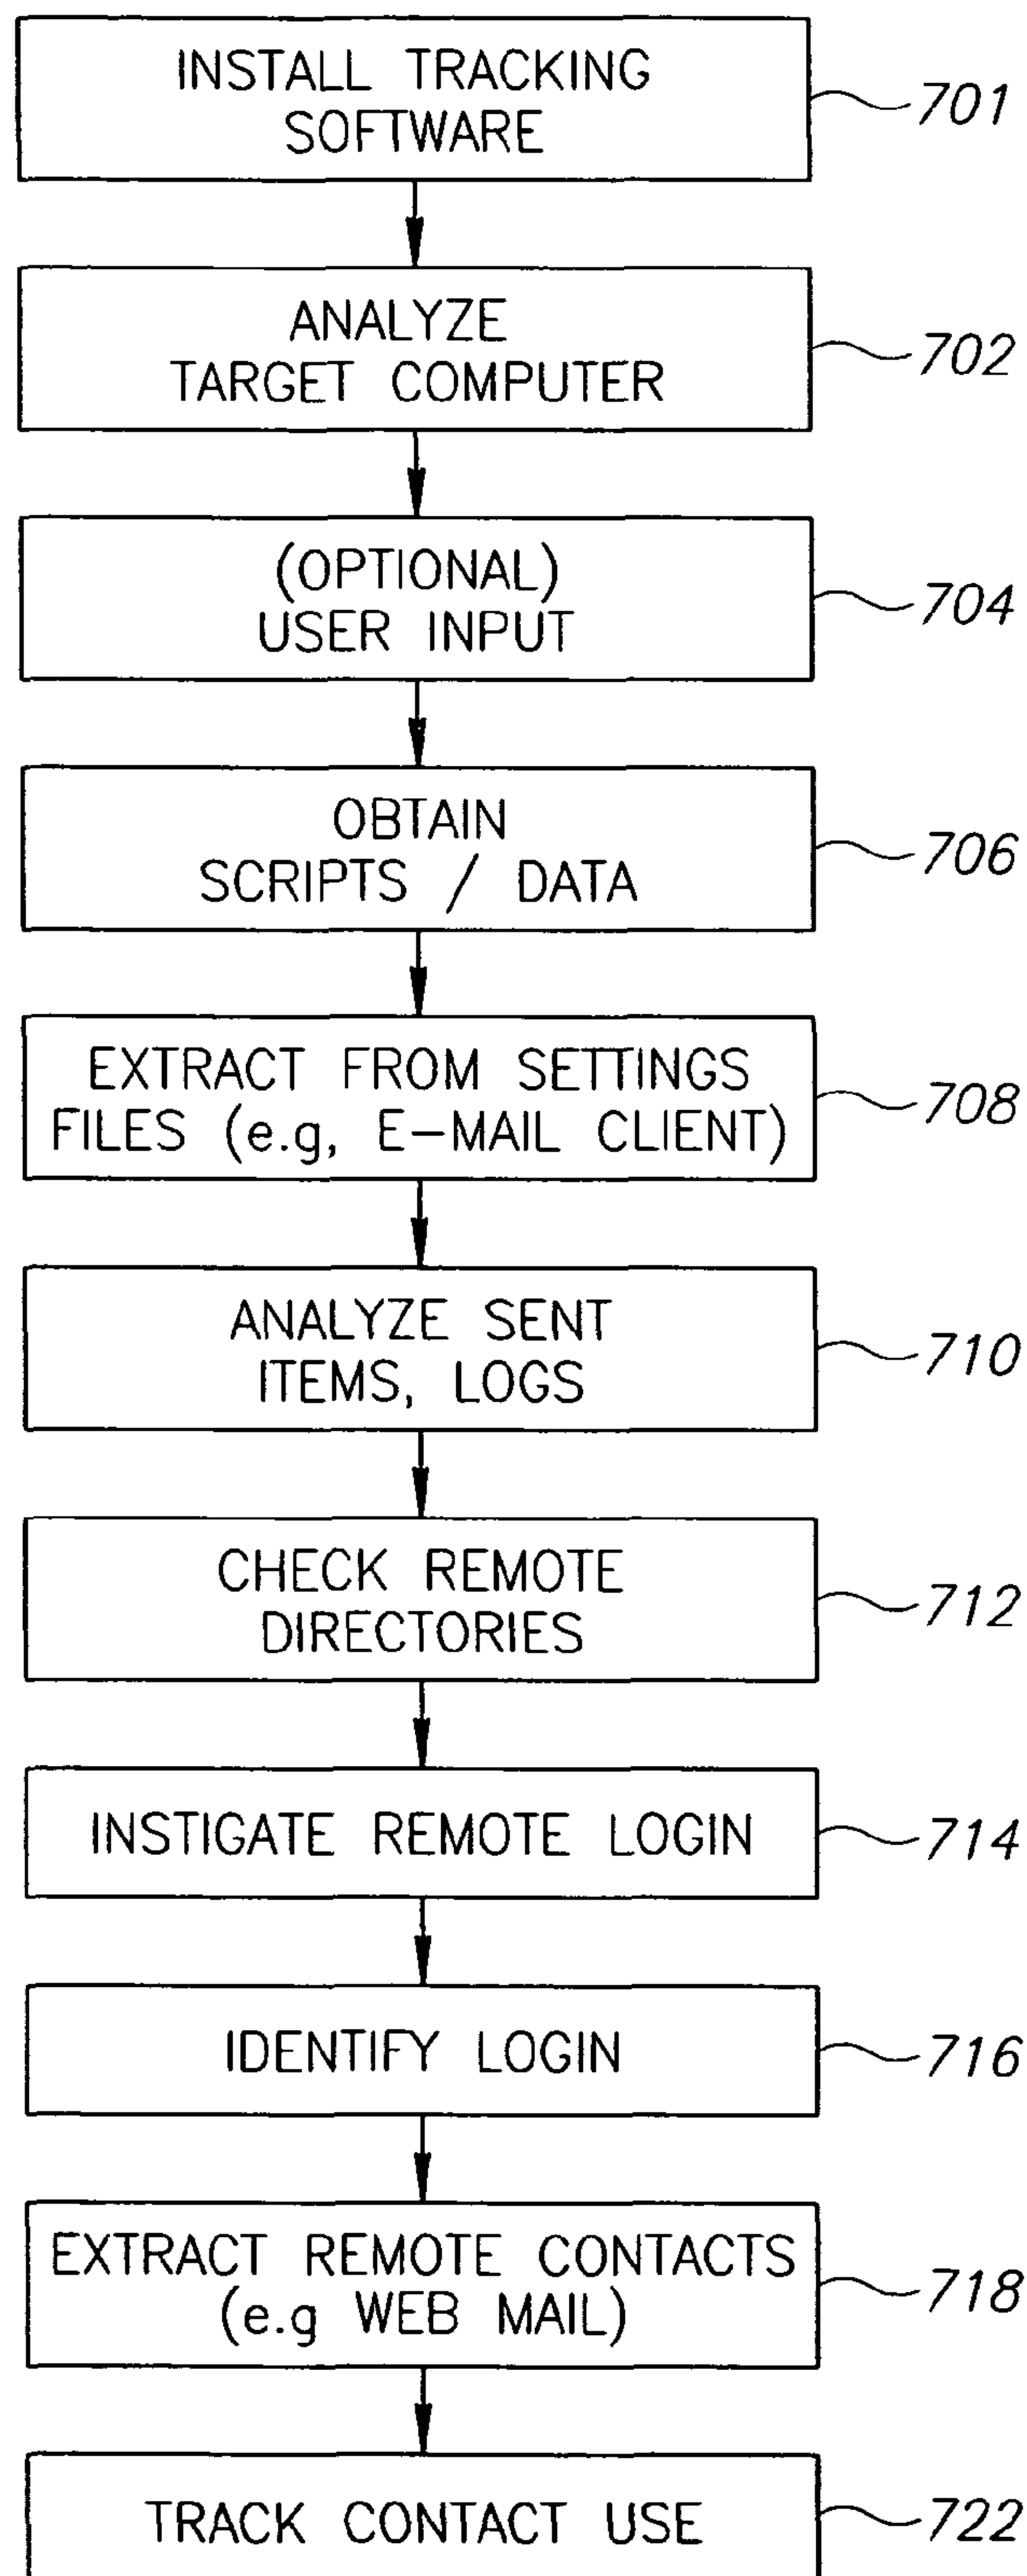 INSTALL TRACKING
SOFTWARE
701
ANALYZE
TARGET COMPUTER
702
(OPTIONAL)
USER INPUT
704
OBTAIN
SCRIPTS / DATA
706
EXTRACT FROM SETTINGS
FILES (e.g, E-MAIL CLIENT)
708
ANALYZE SENT
ITEMS, LOGS
710
CHECK REMOTE
DIRECTORIES
712
INSTIGATE REMOTE LOGIN
714
IDENTIFY LOGIN
716
EXTRACT REMOTE CONTACTS
(e.g WEB MAIL)
718
TRACK CONTACT USE
722